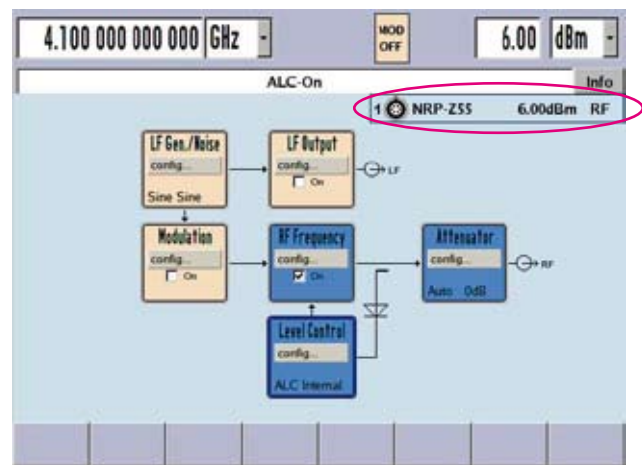 4.100 000 000 000 GHz MOD OFF 6.00 dBm
ALC-On Info
1 NRP-Z55 6.00dBm RF
LF Gen./Noise
config...
Sine Sine
LF Output
config...
On
LF
Modulation
config...
On
RF Frequency
config...
On
Attenuator
config...
Auto 0dB
RF
Level Control
config...
ALC Internal